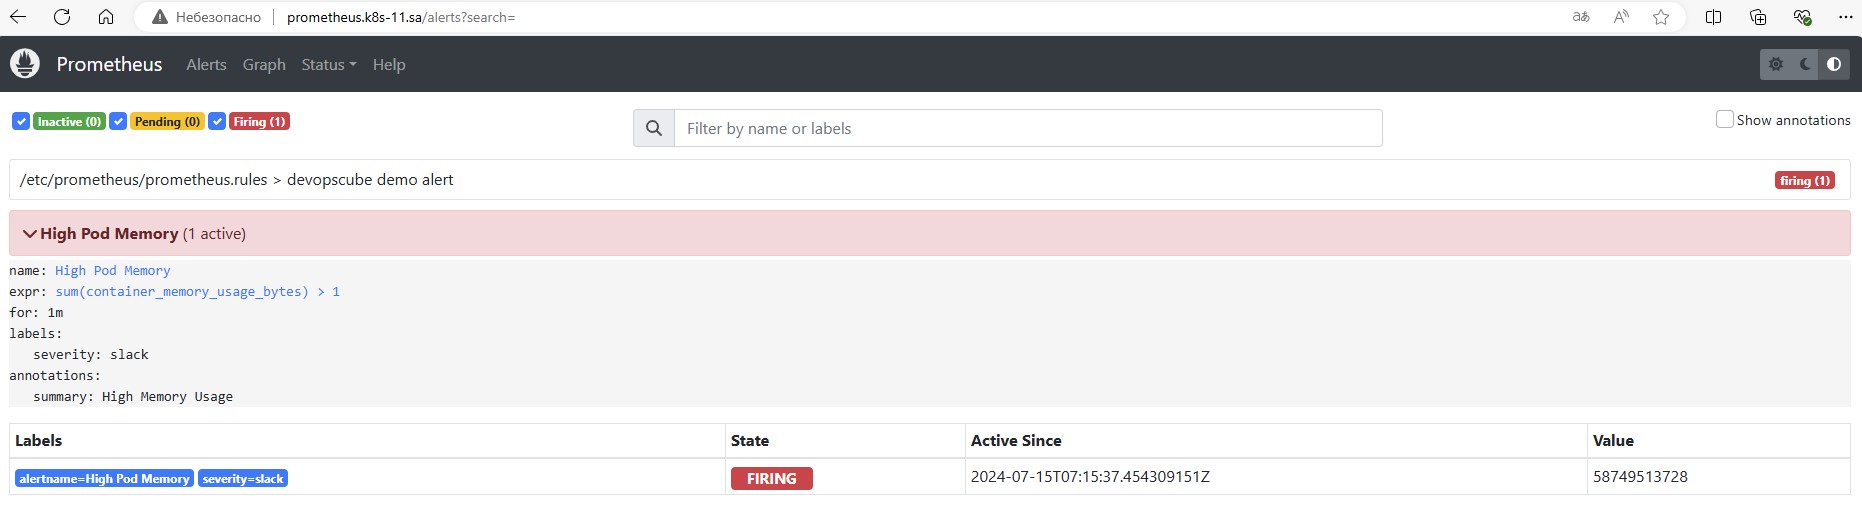 Небезопасно prometheus.k8s-11.sa/alerts?search=
Prometheus Alerts Graph Status Help
Inactive (0) Pending (0) Firing (1) Filter by name or labels Show annotations
/etc/prometheus/prometheus.rules > devopscube demo alert firing (1)
High Pod Memory (1 active)
name: High Pod Memory
expr: sum(container_memory_usage_bytes) > 1
for: 1m
labels:
severity: slack
annotations:
summary: High Memory Usage
Labels State Active Since Value
alertname=High Pod Memory severity=slack FIRING 2024-07-15T07:15:37.454309151Z 58749513728